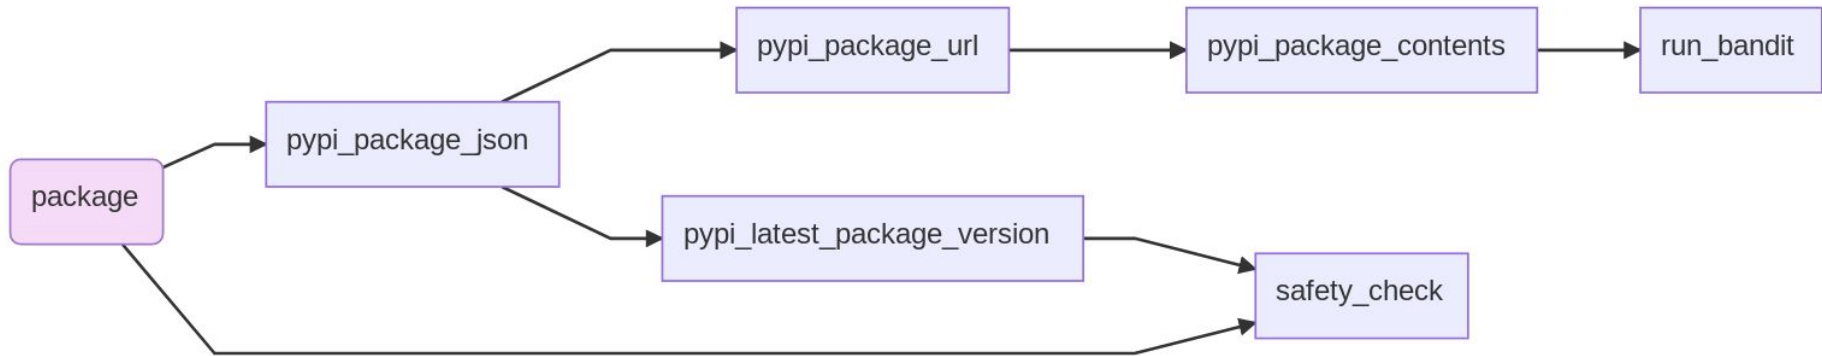 pypi_package_url
pypi_package_contents
run_bandit
pypi_package_json
package
pypi_latest_package_version
safety_check